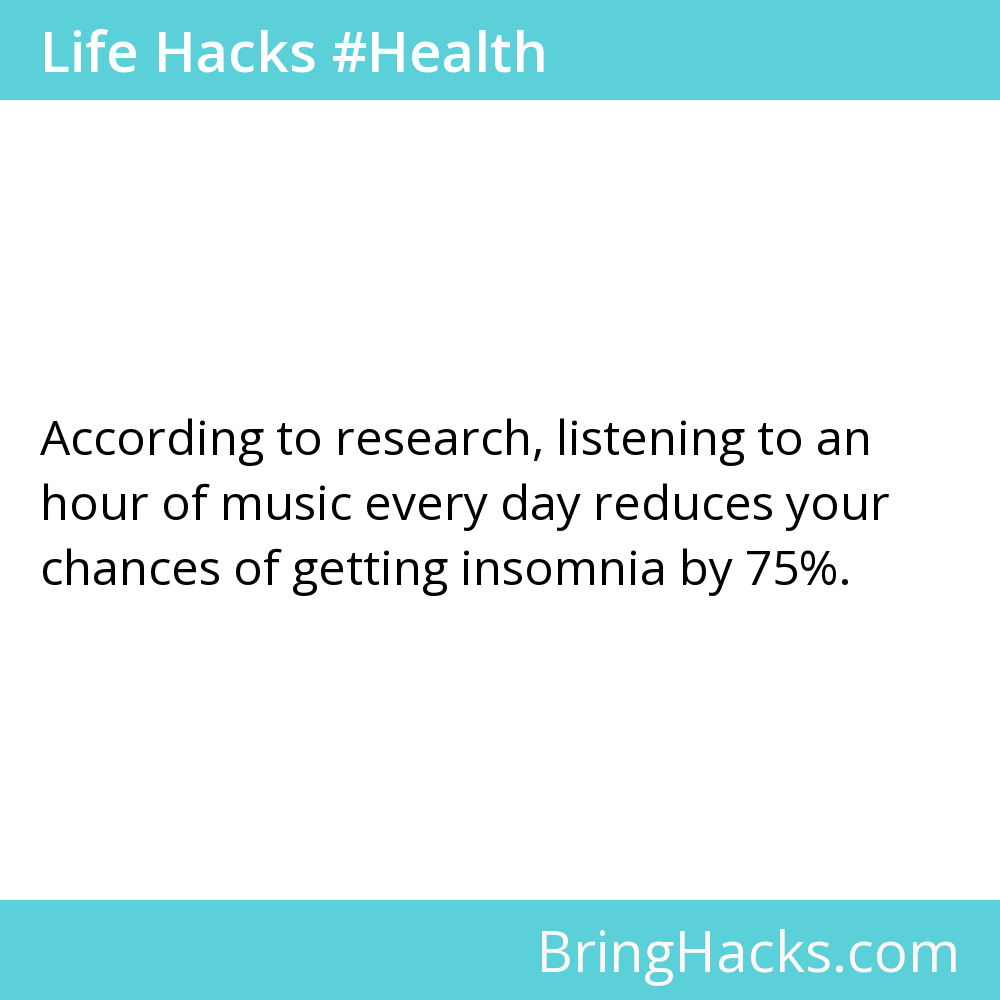 Life Hacks #Health
According to research, listening to an
hour of music every day reduces your
chances of getting insomnia by 75%.
BringHacks.com